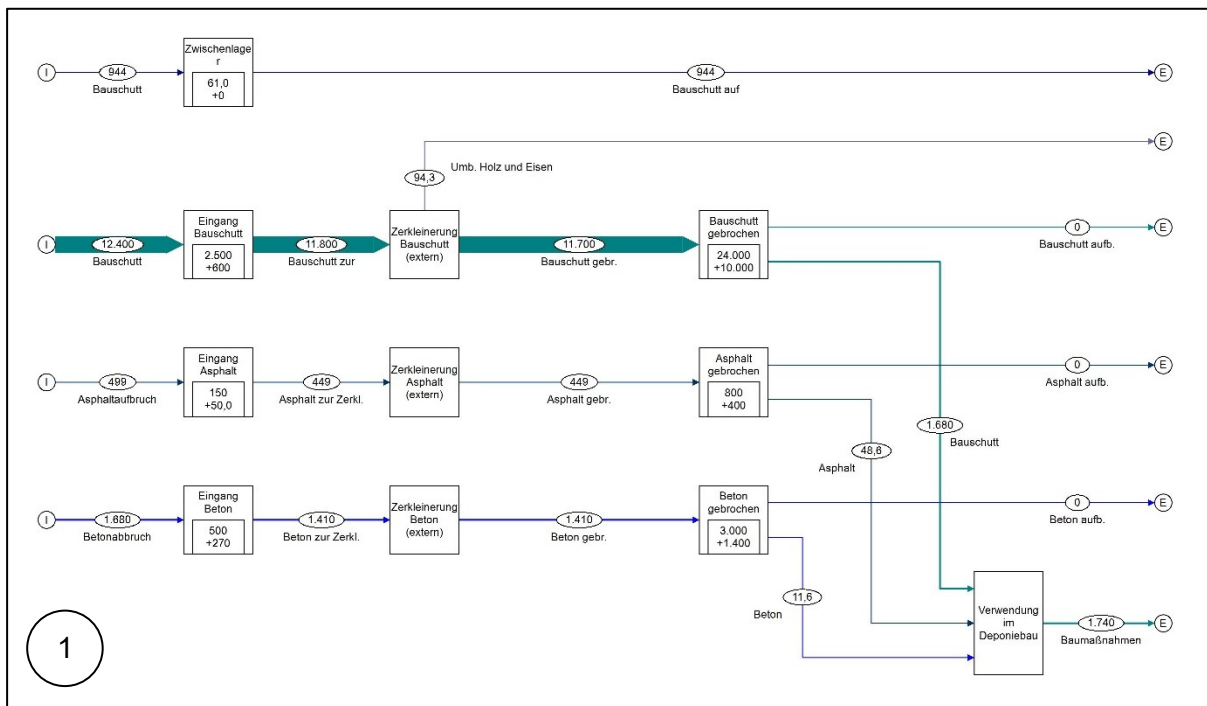 Zwischenlage
r
61,0
+0
I
944
Bauschutt
944
Bauschutt auf
E
Umb. Holz und Eisen
94,3
E
I
12.400
Bauschutt
Eingang
Bauschutt
2.500
+600
11.800
Bauschutt zur
Zerkleinerung
Bauschutt
(extern)
11.700
Bauschutt gebr.
Bauschutt
gebrochen
24.000
+10.000
0
Bauschutt aufb.
E
I
499
Asphaltaufbruch
Eingang
Asphalt
150
+50,0
449
Asphalt zur Zerkl.
Zerkleinerung
Asphalt
(extern)
449
Asphalt gebr.
Asphalt
gebrochen
800
+400
0
Asphalt aufb.
E
1.680
Bauschutt
48,6
Asphalt
I
1.680
Betonabbruch
Eingang
Beton
500
+270
1.410
Beton zur Zerkl.
Zerkleinerung
Beton
(extern)
1.410
Beton gebr.
Beton
gebrochen
3.000
+1.400
0
Beton aufb.
E
11,6
Beton
Verwendung
im
Deponiebau
1.740
Baumaßnahmen
E
1